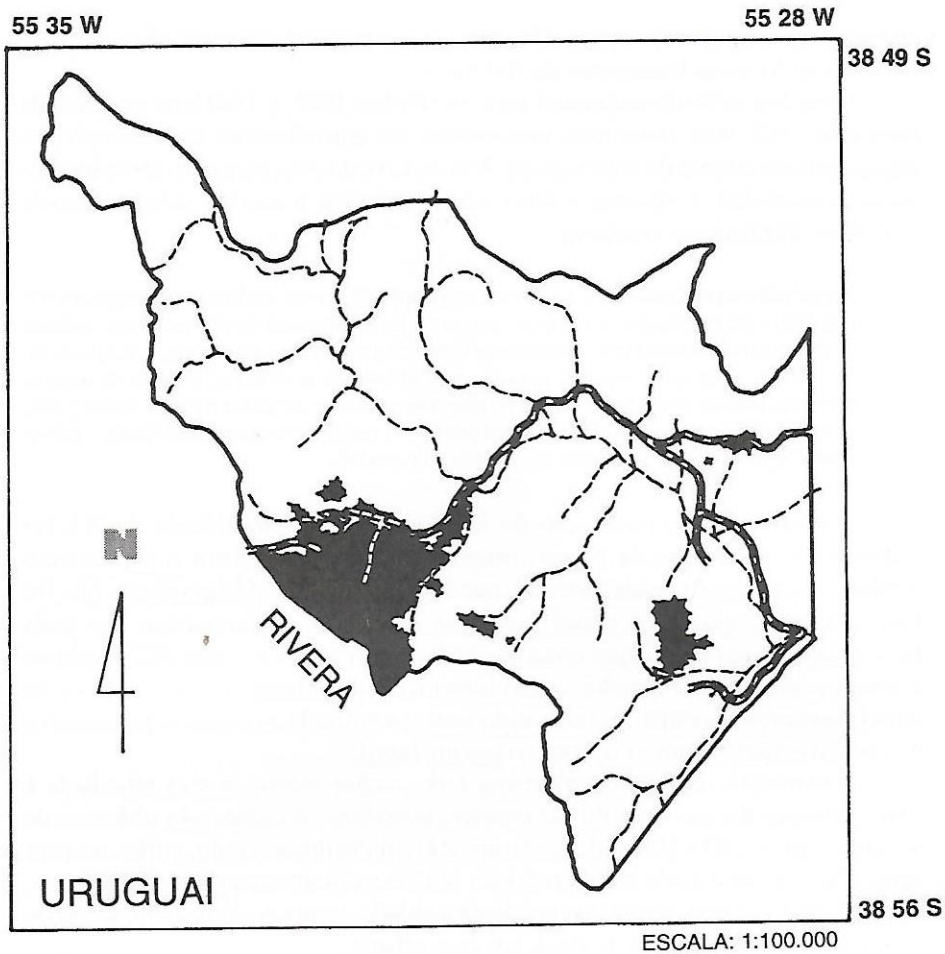 55 35 W
55 28 W
38 49 S
N
RIVERA
URUGUAI
38 56 S
ESCALA: 1:100.000